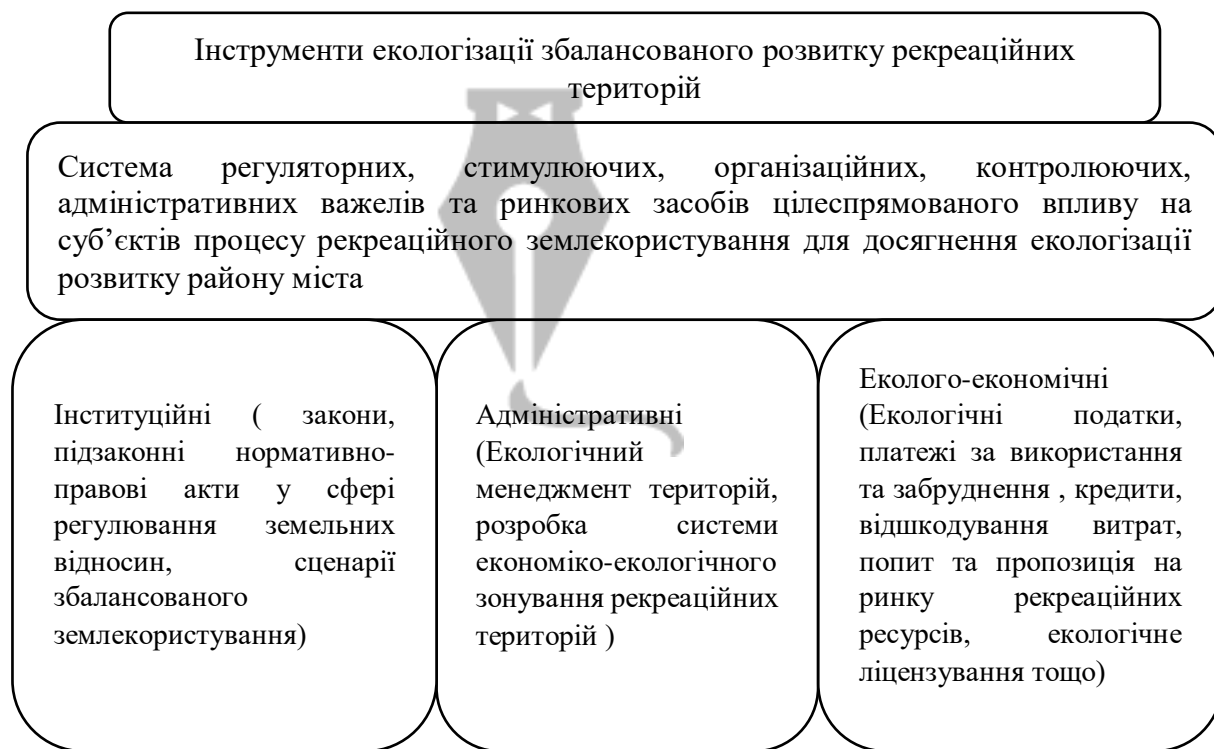 Інструменти екологізації збалансованого розвитку рекреаційних
територій
Система регуляторних, стимулюючих, організаційних, контролюючих,
адміністративних важелів та ринкових засобів цілеспрямованого впливу на
суб’єктів процесу рекреаційного землекористування для досягнення екологізації
розвитку району міста
Інституційні ( закони,
підзаконні нормативно-
правові акти у сфері
регулювання земельних
відносин, сценарії
збалансованого
землекористування)
Адміністративні
(Екологічний
менеджмент територій,
розробка системи
економіко-екологічного
зонування рекреаційних
територій )
Еколого-економічні
(Екологічні податки,
платежі за використання
та забруднення , кредити,
відшкодування витрат,
попит та пропозиція на
ринку рекреаційних
ресурсів, екологічне
ліцензування тощо)